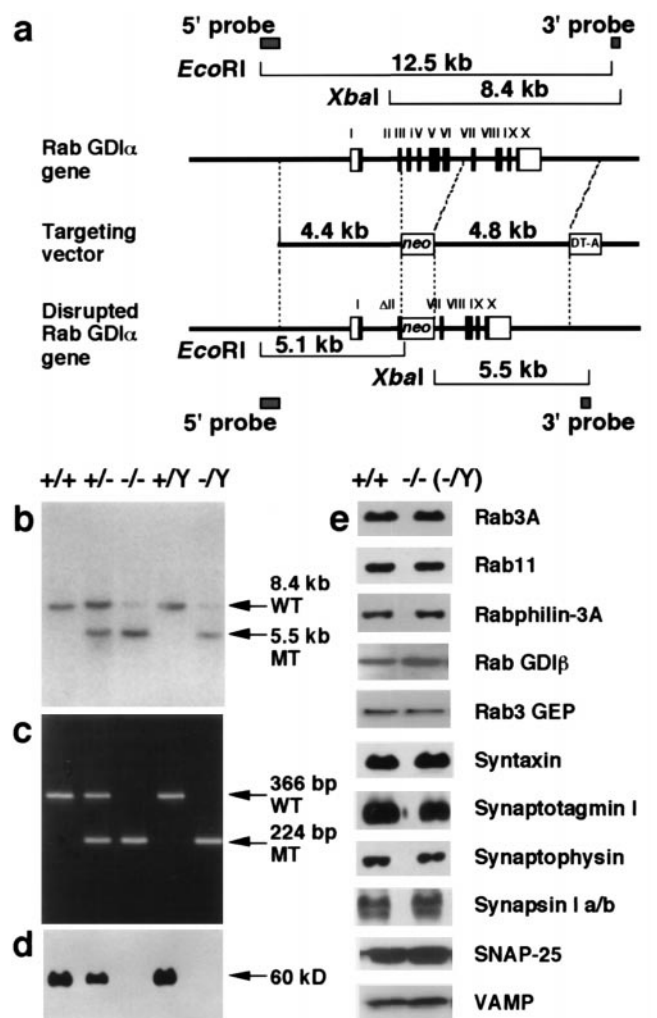 a
5' probe 3' probe
EcoRI 12.5 kb
XbaI 8.4 kb
I II III IV V VI VII VIII IX X
Rab GDIα
gene
Targeting
vector
4.4 kb neo 4.8 kb DT-A
I ΔII VII VIII IX X
Disrupted
Rab GDIα
gene
neo
EcoRI 5.1 kb
XbaI 5.5 kb
5' probe 3' probe
+/+ +/- -/- +/Y -/Y
b
8.4 kb
WT
5.5 kb
MT
c
366 bp
WT
224 bp
MT
d
60 kD
+/+ -/- (-/Y)
e
Rab3A
Rab11
Rabphilin-3A
Rab GDIβ
Rab3 GEP
Syntaxin
Synaptotagmin I
Synaptophysin
Synapsin I a/b
SNAP-25
VAMP